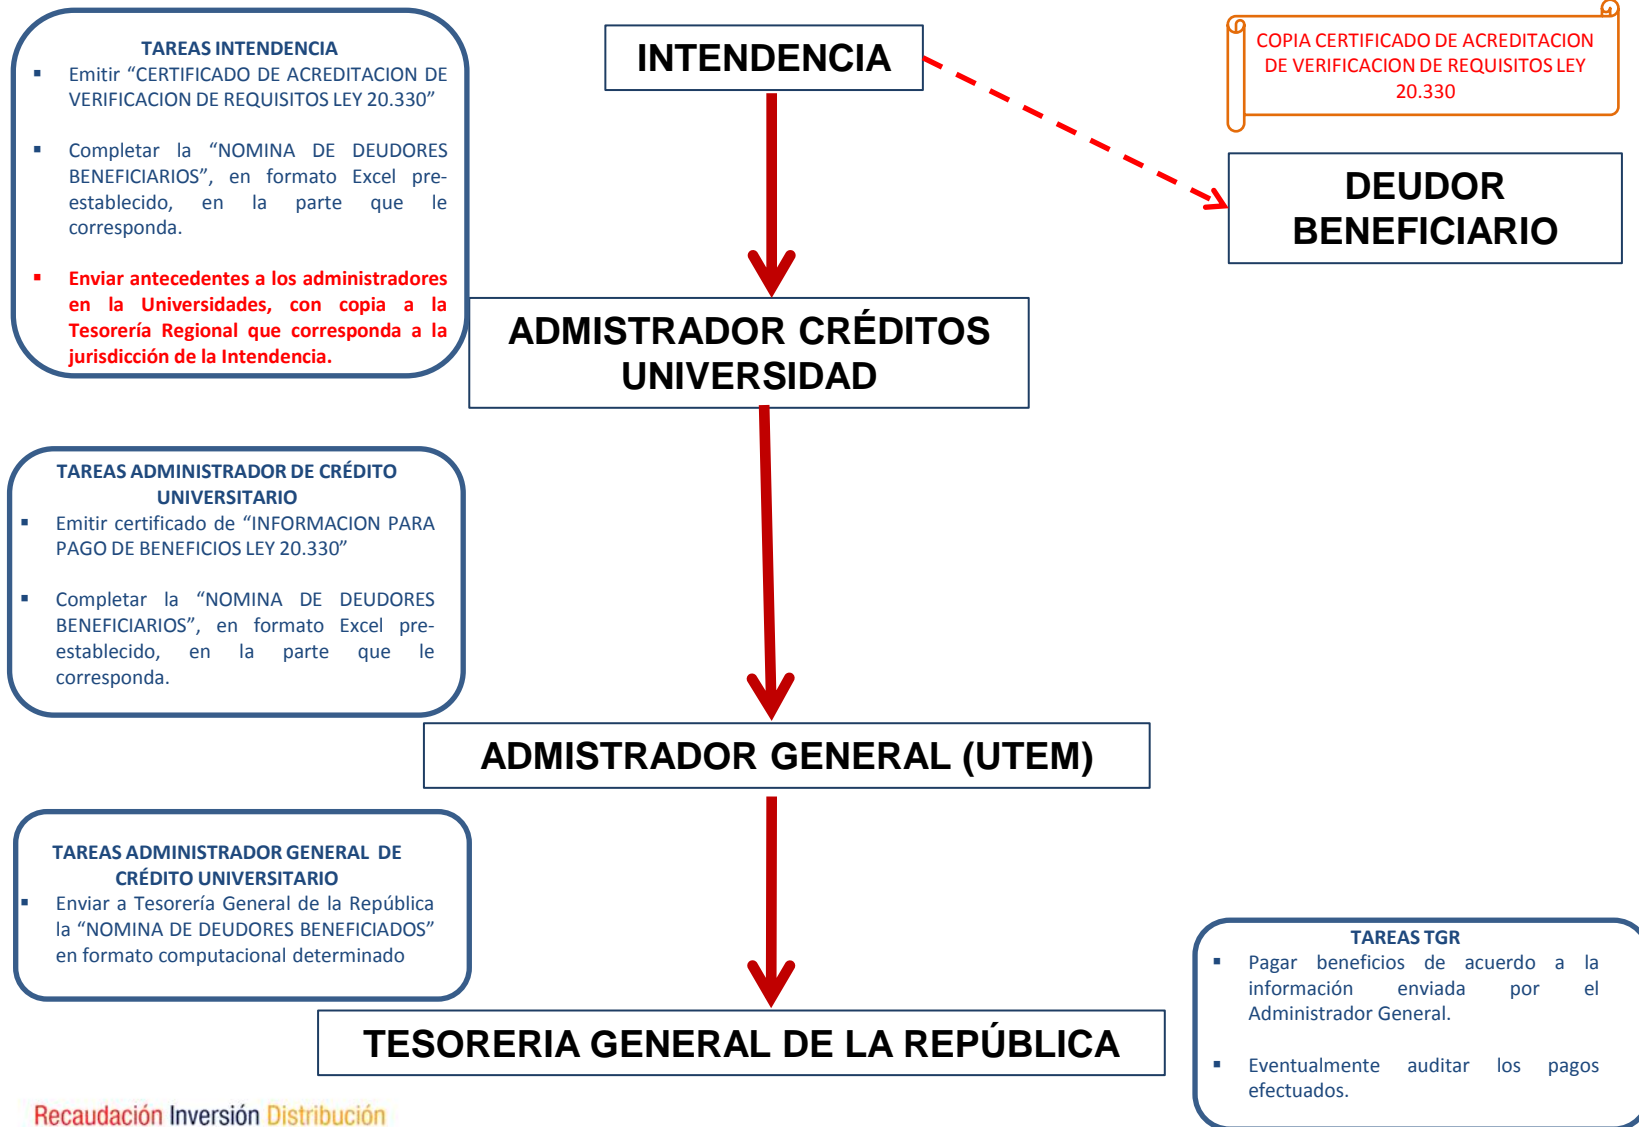 TAREAS INTENDENCIA
▪ Emitir “CERTIFICADO DE ACREDITACION DE
VERIFICACION DE REQUISITOS LEY 20.330”
▪ Completar la “NOMINA DE DEUDORES
BENEFICIARIOS”, en formato Excel pre-
establecido, en la parte que le
corresponda.
▪ Enviar antecedentes a los administradores
en la Universidades, con copia a la
Tesorería Regional que corresponda a la
jurisdicción de la Intendencia.
INTENDENCIA
COPIA CERTIFICADO DE ACREDITACION
DE VERIFICACION DE REQUISITOS LEY
20.330
DEUDOR
BENEFICIARIO
ADMISTRADOR CRÉDITOS
UNIVERSIDAD
TAREAS ADMINISTRADOR DE CRÉDITO
UNIVERSITARIO
▪ Emitir certificado de “INFORMACION PARA
PAGO DE BENEFICIOS LEY 20.330”
▪ Completar la “NOMINA DE DEUDORES
BENEFICIARIOS”, en formato Excel pre-
establecido, en la parte que le
corresponda.
ADMISTRADOR GENERAL (UTEM)
TAREAS ADMINISTRADOR GENERAL DE
CRÉDITO UNIVERSITARIO
▪ Enviar a Tesorería General de la República
la “NOMINA DE DEUDORES BENEFICIADOS”
en formato computacional determinado
TESORERIA GENERAL DE LA REPÚBLICA
TAREAS TGR
▪ Pagar beneficios de acuerdo a la
información enviada por el
Administrador General.
▪ Eventualmente auditar los pagos
efectuados.
Recaudación Inversión Distribución